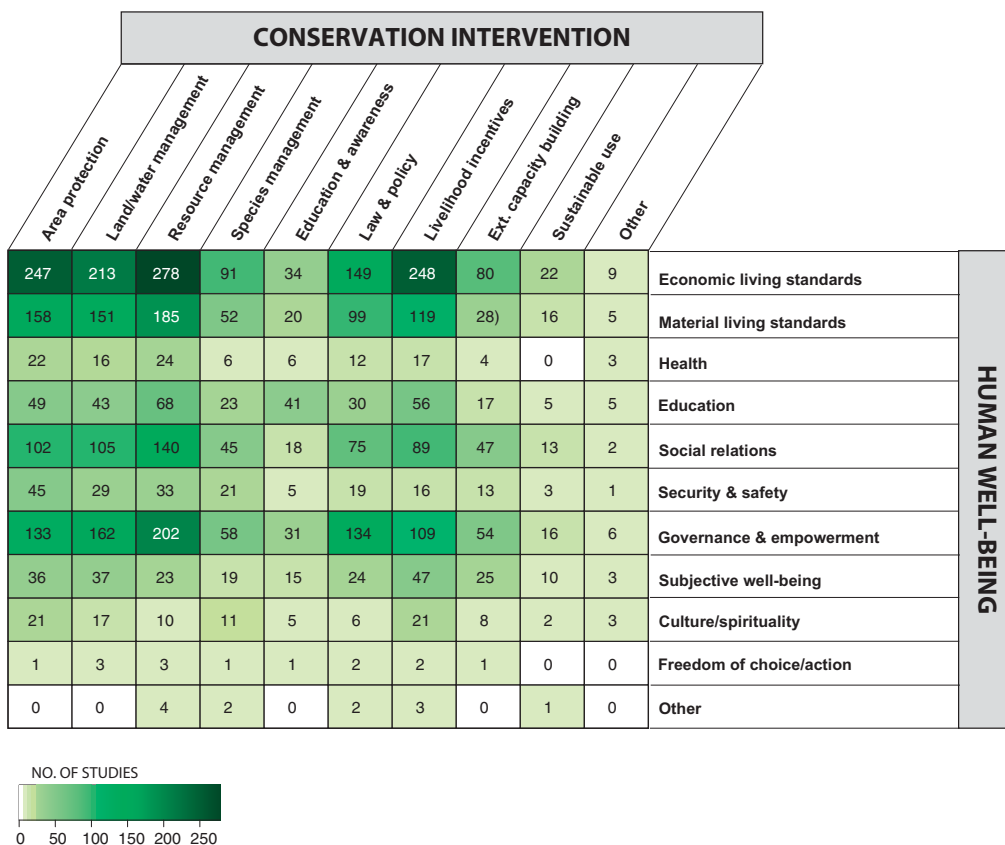 CONSERVATION INTERVENTION
Area protection
Land/water management
Resource management
Species management
Education & awareness
Law & policy
Livelihood incentives
Ext. capacity building
Sustainable use
Other
247 213 278 91 34 149 248 80 22 9 Economic living standards
158 151 185 52 20 99 119 28) 16 5 Material living standards
22 16 24 6 6 12 17 4 0 3 Health
49 43 68 23 41 30 56 17 5 5 Education
102 105 140 45 18 75 89 47 13 2 Social relations
45 29 33 21 5 19 16 13 3 1 Security & safety
133 162 202 58 31 134 109 54 16 6 Governance & empowerment
36 37 23 19 15 24 47 25 10 3 Subjective well-being
21 17 10 11 5 6 21 8 2 3 Culture/spirituality
1 3 3 1 1 2 2 1 0 0 Freedom of choice/action
0 0 4 2 0 2 3 0 1 0 Other
HUMAN WELL-BEING
NO. OF STUDIES
0 50 100 150 200 250